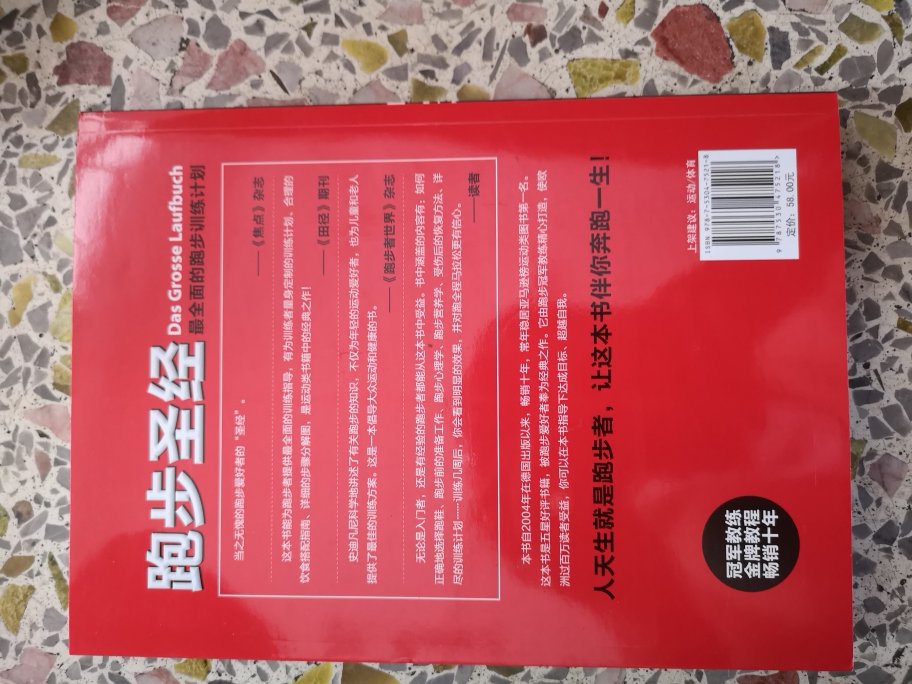 跑步圣经
Das Grosse Laufbuch
最全面的跑步训练计划
当之无愧的跑步爱好者的“圣经”。
——《焦点》杂志
这本书能为跑步者提供最全面的训练指导，有为训练者量身定制的训练计划、合理的
饮食搭配指南、详细的步骤分解图，是运动类书籍中的经典之作！
——《田径》期刊
史迪凡尼科学地讲述了有关跑步的知识，不仅为年轻的运动爱好者，也为儿童和老人
提供了最佳的训练方案。这是一本倡导大众运动和健康的书。
——《跑步者世界》杂志
无论是入门者，还是有经验的跑步者都能从这本书中受益。书中涵盖的内容有：如何
正确地选择跑鞋、跑步前的准备工作、跑步心理学、跑步营养学、受伤后的恢复方法、详
尽的训练计划……训练几周后，你会看到明显的效果，并对跑全程马拉松更有信心。
——读者
本书自2004年在德国出版以来，畅销十年，常年稳居亚马逊榜运动类图书第一名。
这本书是五星好评书籍，被跑步爱好者奉为经典之作。它由跑步冠军教练精心打造，使欧
洲过百万读者受益，你可以在本书指导下达成目标、超越自我。
人天生就是跑步者，让这本书伴你奔跑一生！
冠军教练
金牌教程
畅销十年
上架建议：运动/体育
ISBN 978-7-5304-7521-8
9 787530 475218>
定价：58.00元